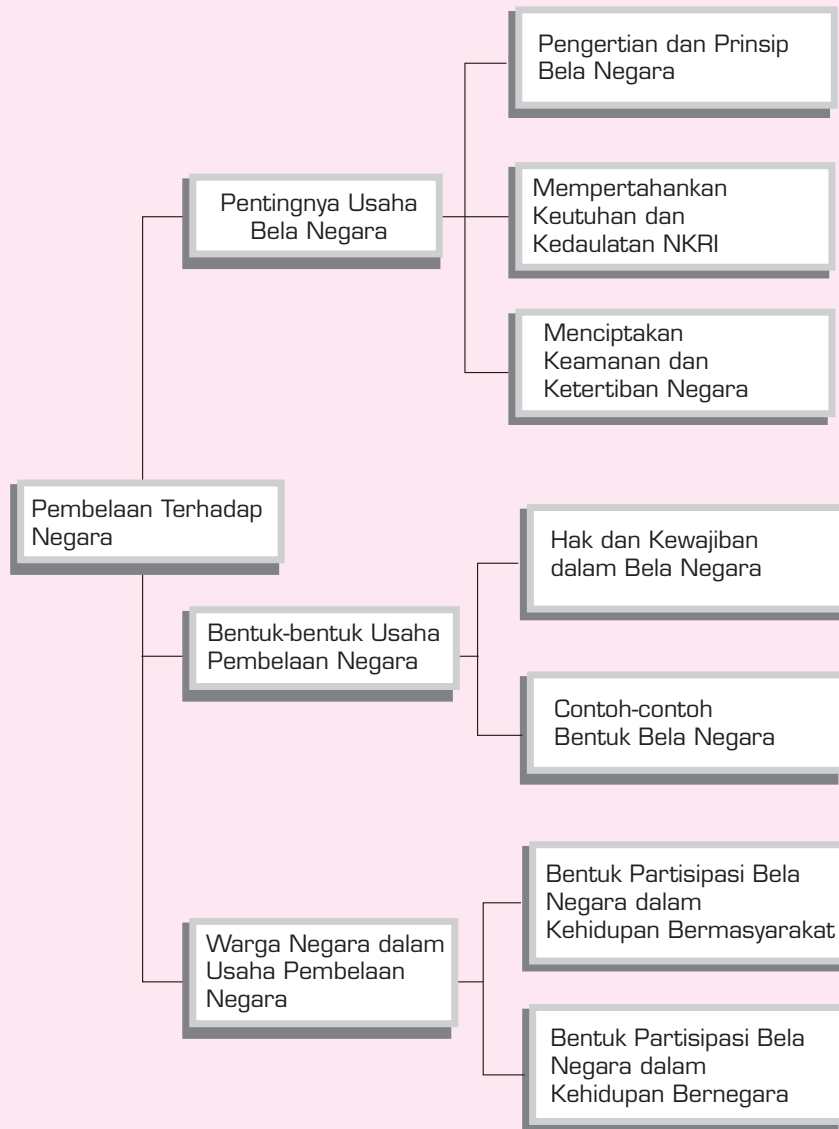 Pengertian dan Prinsip
Bela Negara
Pentingnya Usaha
Bela Negara
Mempertahankan
Keutuhan dan
Kedaulatan NKRI
Menciptakan
Keamanan dan
Ketertiban Negara
Pembelaan Terhadap
Negara
Hak dan Kewajiban
dalam Bela Negara
Bentuk-bentuk Usaha
Pembelaan Negara
Contoh-contoh
Bentuk Bela Negara
Bentuk Partisipasi Bela
Negara dalam
Kehidupan Bermasyarakat
Warga Negara dalam
Usaha Pembelaan
Negara
Bentuk Partisipasi Bela
Negara dalam
Kehidupan Bernegara